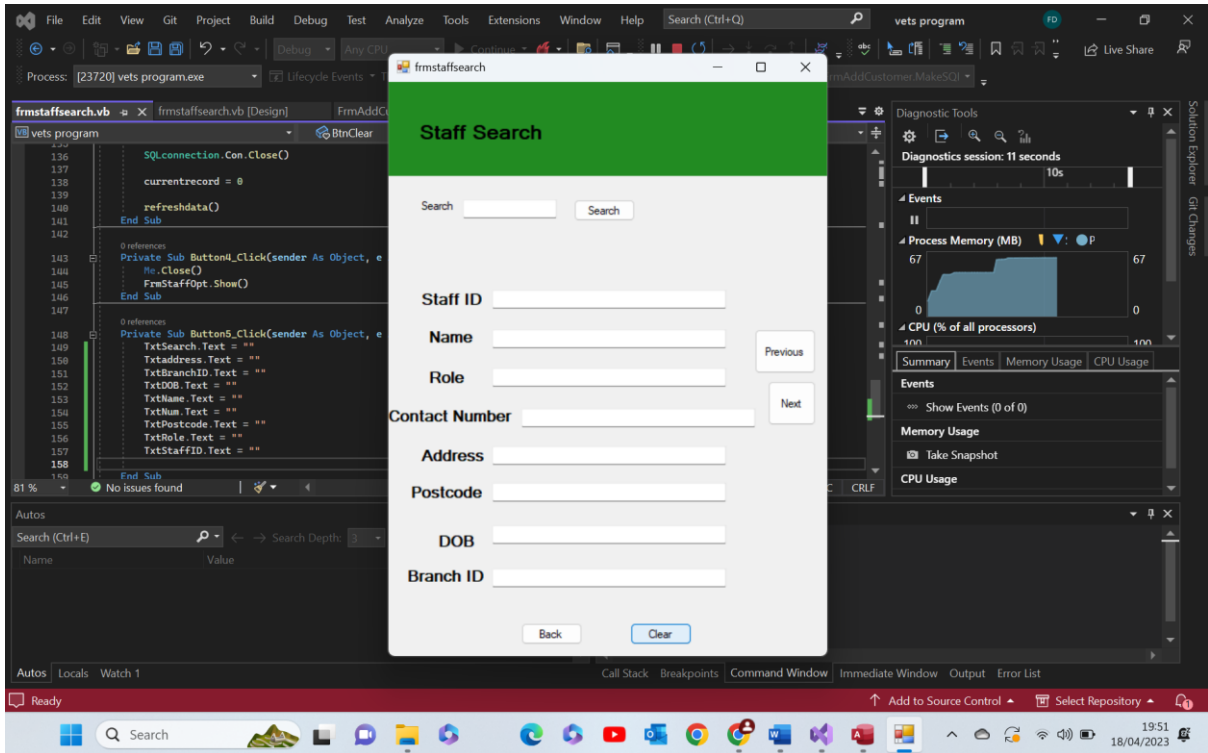 File Edit View Git Project Build Debug Test Analyze Tools Extensions Window Help Search (Ctrl+Q) vets program FD
Debug Any CPU Continue Live Share
Process: [23720] vets program.exe Lifecycle Events
frmstaffsearch.vb frmstaffsearch.vb [Design] FrmAddCu
vets program BtnClear
136 SQLconnection.Con.Close()
137
138 currentrecord = 0
139
140 refreshdata()
141 End Sub
142
0 references
143 Private Sub Button4_Click(sender As Object, e
144 Me.Close()
145 FrmStaffOpt.Show()
146 End Sub
147
0 references
148 Private Sub Button5_Click(sender As Object, e
149 TxtSearch.Text = ""
150 Txtaddress.Text = ""
151 TxtBranchID.Text = ""
152 TxtDOB.Text = ""
153 TxtName.Text = ""
154 TxtNum.Text = ""
155 TxtPostcode.Text = ""
156 TxtRole.Text = ""
157 TxtStaffID.Text = ""
158
159 End Sub
81 % No issues found CRLF
frmstaffsearch
Staff Search
Search Search
Staff ID
Name
Previous
Role
Next
Contact Number
Address
Postcode
DOB
Branch ID
Back Clear
Diagnostic Tools
Diagnostics session: 11 seconds
10s
Events
Process Memory (MB) P
67 67
0 0
CPU (% of all processors)
100 100
Summary Events Memory Usage CPU Usage
Events
Show Events (0 of 0)
Memory Usage
Take Snapshot
CPU Usage
Solution Explorer
Git Changes
Autos
Search (Ctrl+E) Search Depth: 3
Name Value
Autos Locals Watch 1
Call Stack Breakpoints Command Window Immediate Window Output Error List
Ready Add to Source Control Select Repository
Search
19:51
18/04/2023